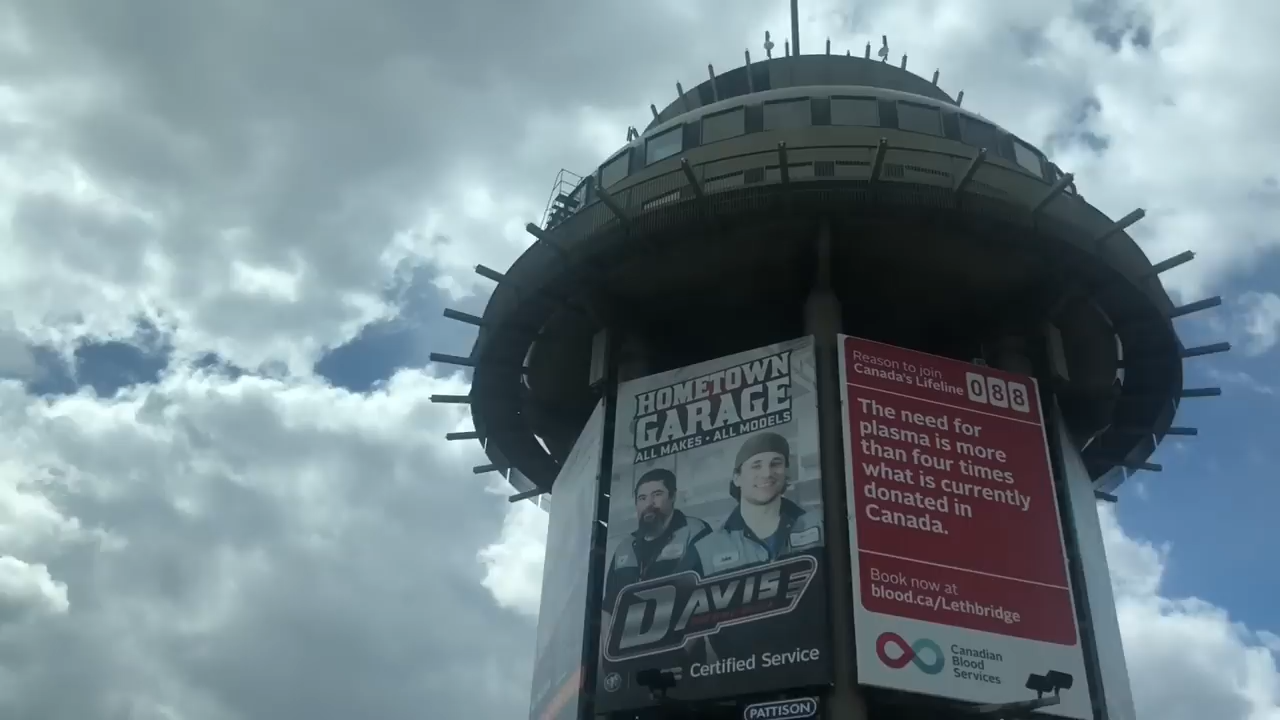 HOMETOWN
GARAGE
ALL MAKES • ALL MODELS
DAVIS
Certified Service
PATTISON
Reason to join
Canada's Lifeline 088
The need for
plasma is more
than four times
what is currently
donated in
Canada.
Book now at
blood.ca/Lethbridge
Canadian
Blood
Services